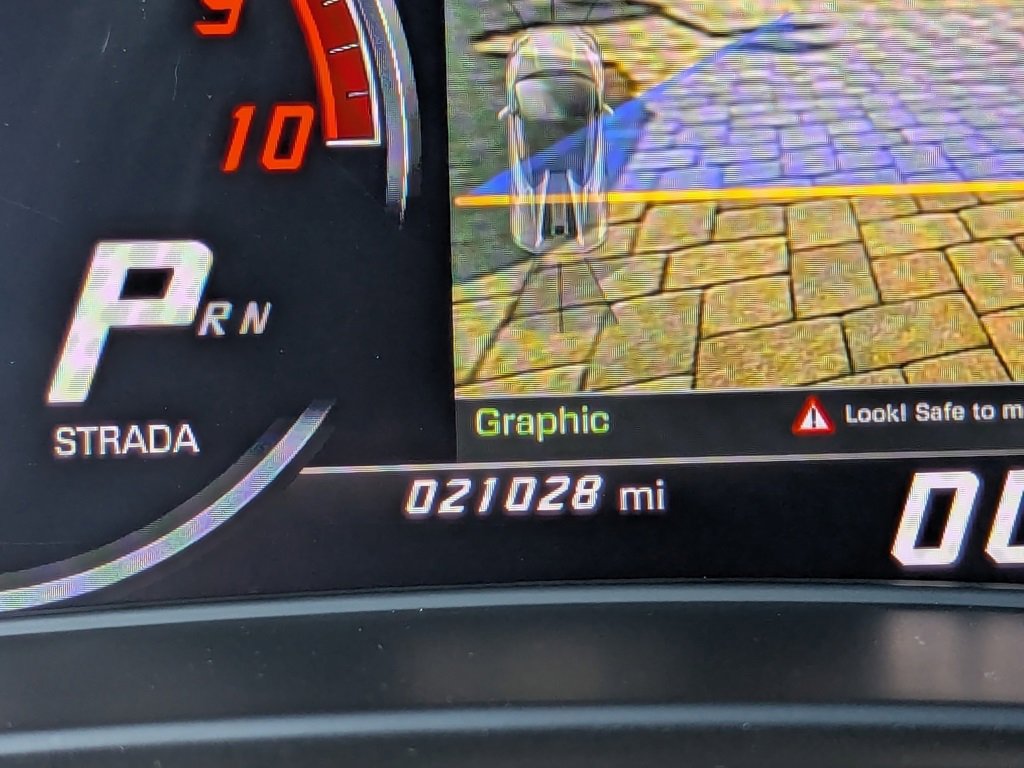 9
10
P R N
STRADA
Graphic
Look! Safe to m
021028 mi